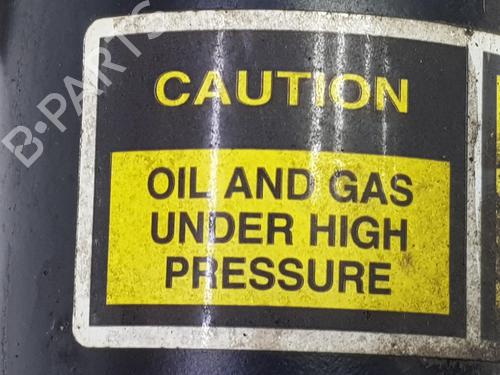 B-PARTS
CAUTION
OIL AND GAS
UNDER HIGH
PRESSURE